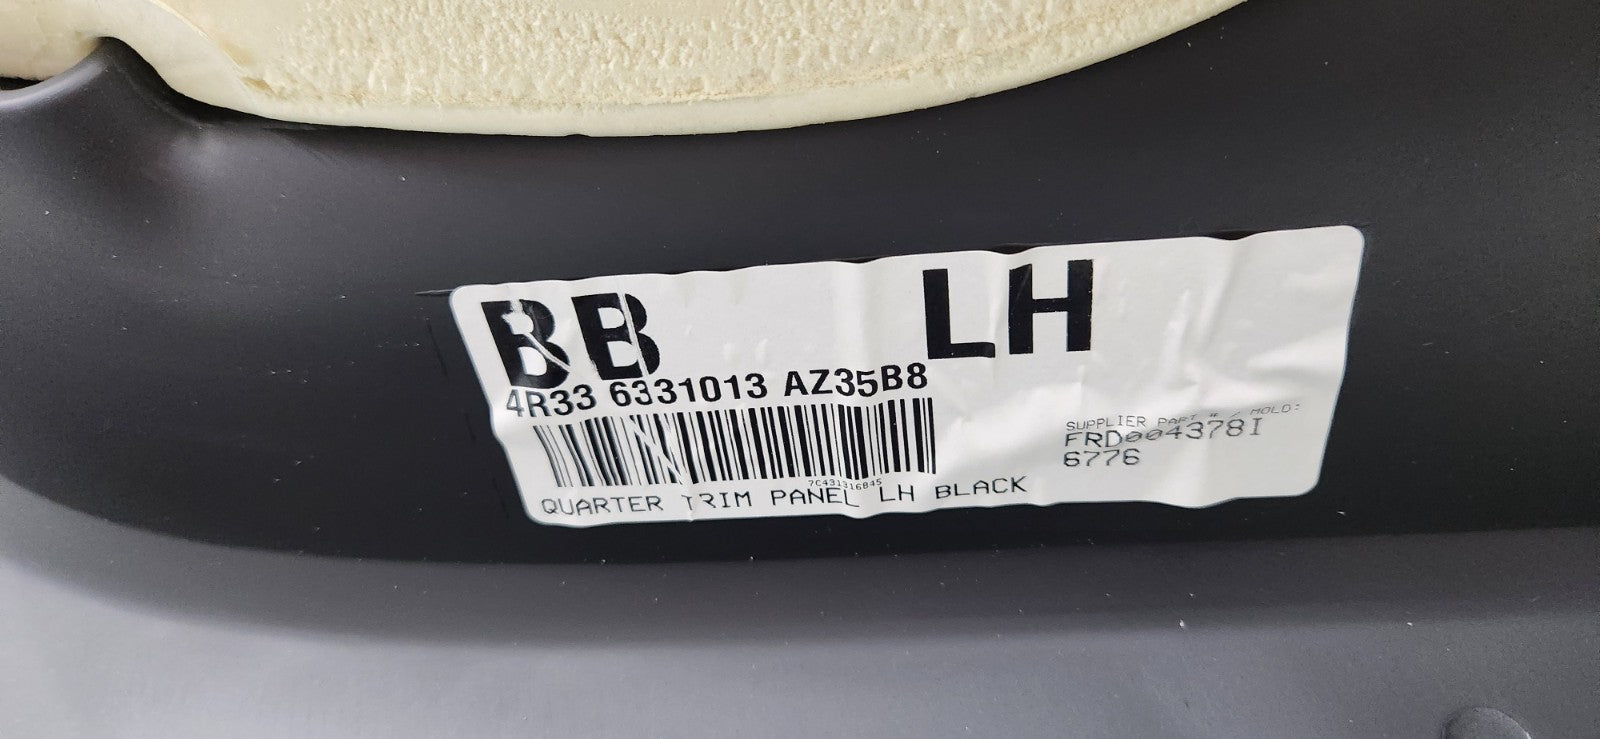 BB LH
4R33 6331013 AZ35B8
SUPPLIER PART # / MOLD:
FRD004378I
6776
7C431316845
QUARTER TRIM PANEL LH BLACK